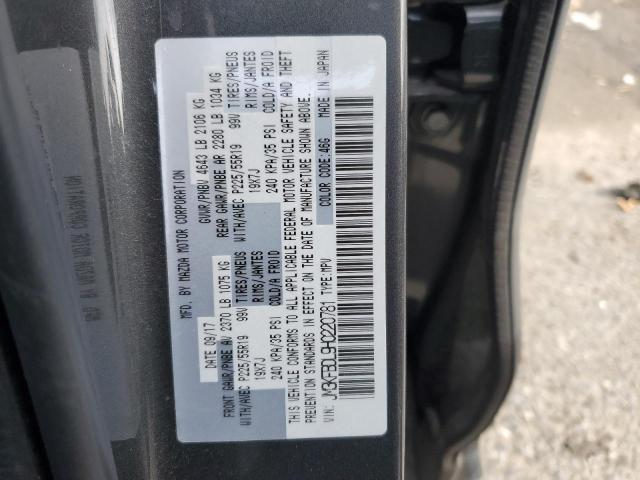 MFD. BY MAZDA MOTOR CORPORATION
DATE 09/17 GVWR/PNBV 4643 LB 2106 KG
FRONT GAWR/PNBE AV 2370 LB 1075 KG REAR GAWR/PNBE AR 2280 LB 1034 KG
WITH/AVEC P225/55R19 99V TIRES/PNEUS WITH/AVEC P225/55R19 99V TIRES/PNEUS
19X7J RIMS/JANTES 19X7J RIMS/JANTES
240 KPA/35 PSI COLD/A FROID 240 KPA/35 PSI COLD/A FROID
THIS VEHICLE CONFORMS TO ALL APPLICABLE FEDERAL MOTOR VEHICLE SAFETY AND THEFT
PREVENTION STANDARDS IN EFFECT ON THE DATE OF MANUFACTURE SHOWN ABOVE.
VIN: JM3KFBDL9H0220781 TYPE:MPV COLOR CODE:46G MADE IN JAPAN